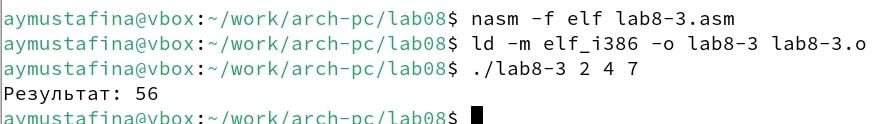 aymustafina@vbox:~/work/arch-pc/lab08$ nasm -f elf lab8-3.asm
aymustafina@vbox:~/work/arch-pc/lab08$ ld -m elf_i386 -o lab8-3 lab8-3.o
aymustafina@vbox:~/work/arch-pc/lab08$ ./lab8-3 2 4 7
Результат: 56
aymustafina@vbox:~/work/arch-pc/lab08$